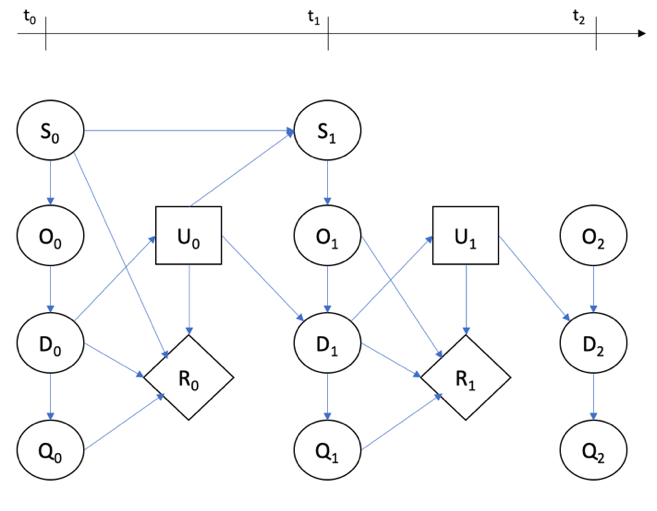 t₀ t₁ t₂
S₀ S₁
O₀ U₀ O₁ U₁ O₂
D₀ D₁ D₂
R₀ R₁
Q₀ Q₁ Q₂